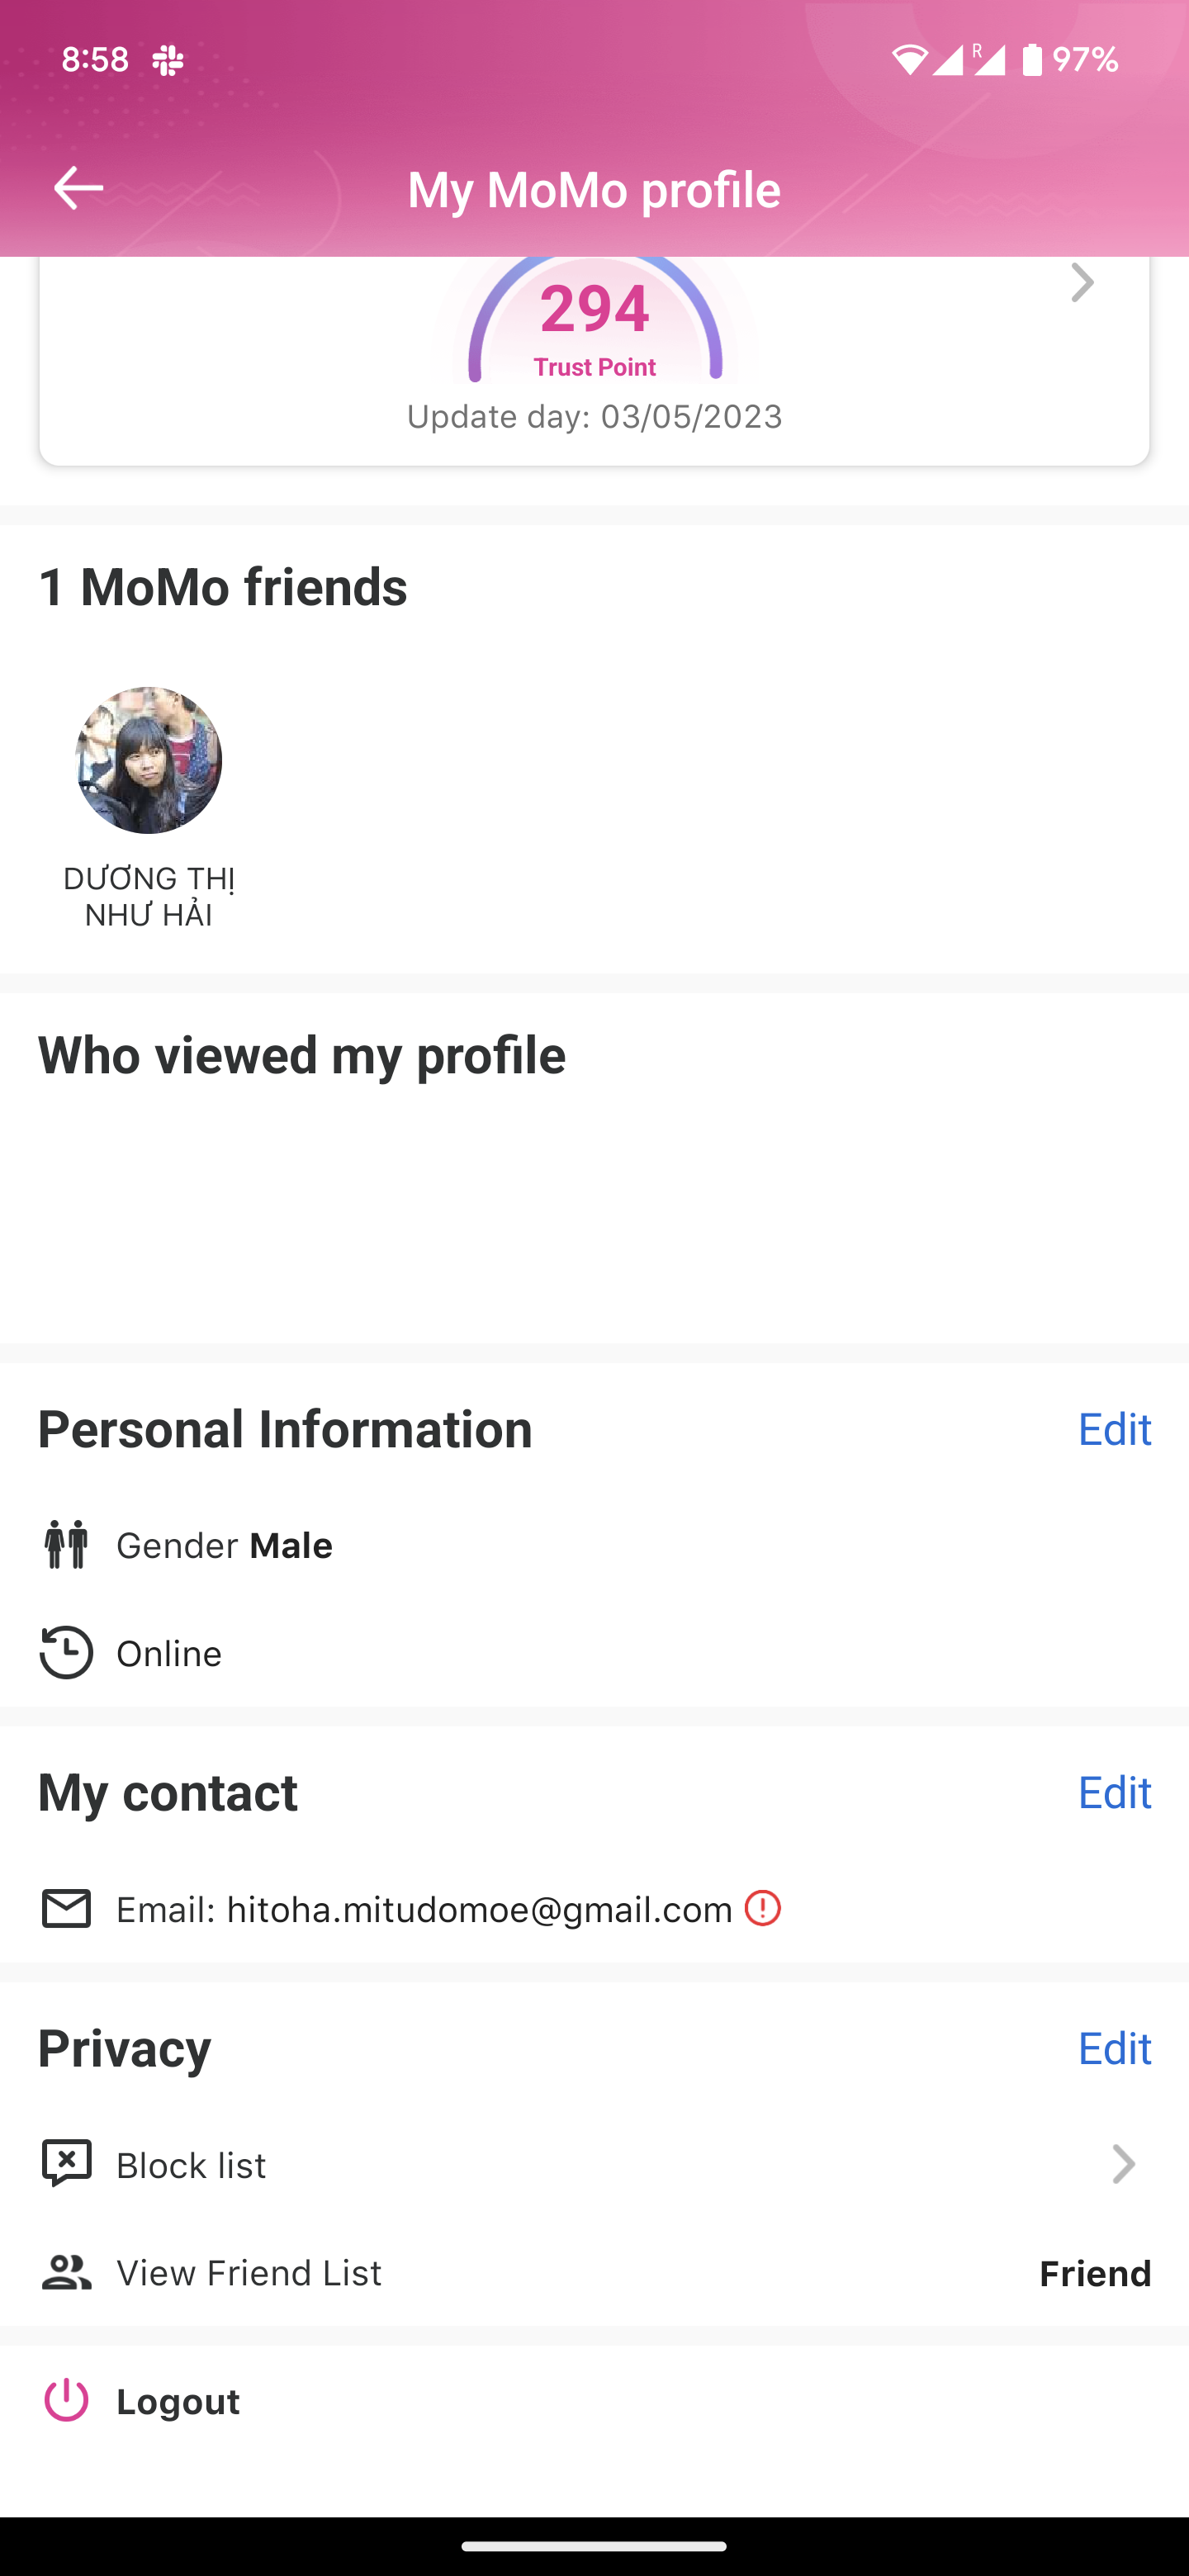 8:58
R
97%
My MoMo profile
294
Trust Point
Update day: 03/05/2023
1 MoMo friends
DƯƠNG THỊ
NHƯ HẢI
Who viewed my profile
Personal Information
Edit
Gender Male
Online
My contact
Edit
Email: hitoha.mitudomoe@gmail.com
Privacy
Edit
Block list
View Friend List
Friend
Logout